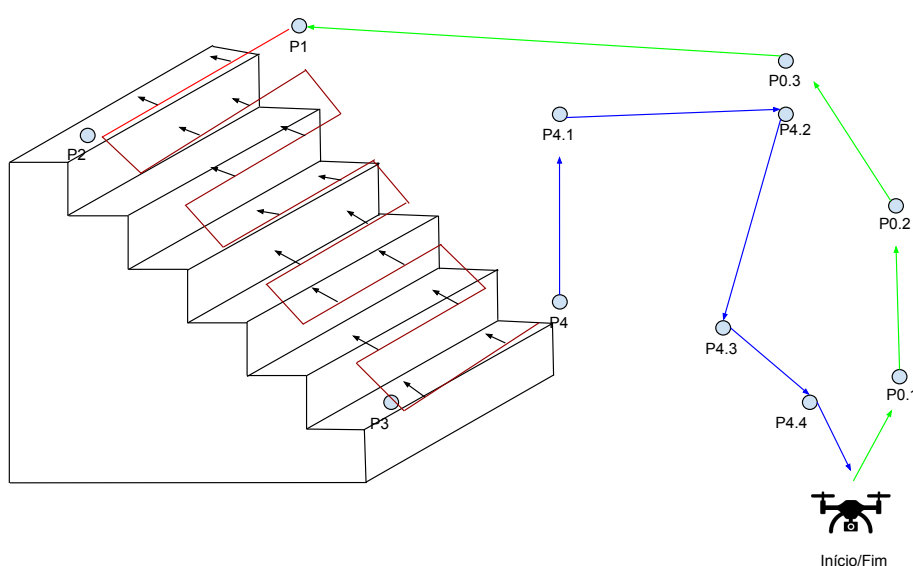 P1
P0.3
P4.1
P4.2
P2
P0.2
P4
P4.3
P0.1
P3
P4.4
Início/Fim